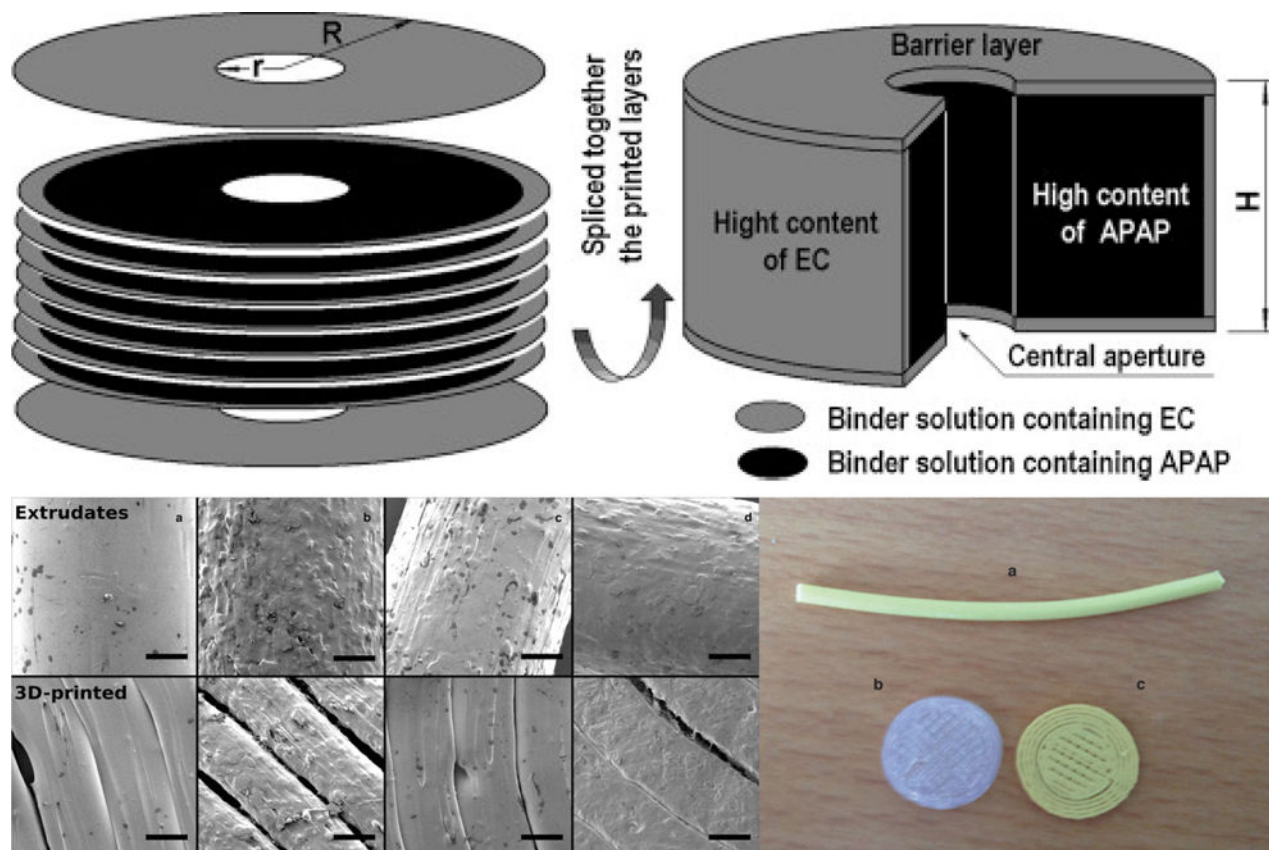 R
r
Spliced together
the printed layers
Barrier layer
Hight content
of EC
High content
of APAP
H
Central aperture
Binder solution containing EC
Binder solution containing APAP
Extrudates
a
b
c
d
3D-printed
a
b
c